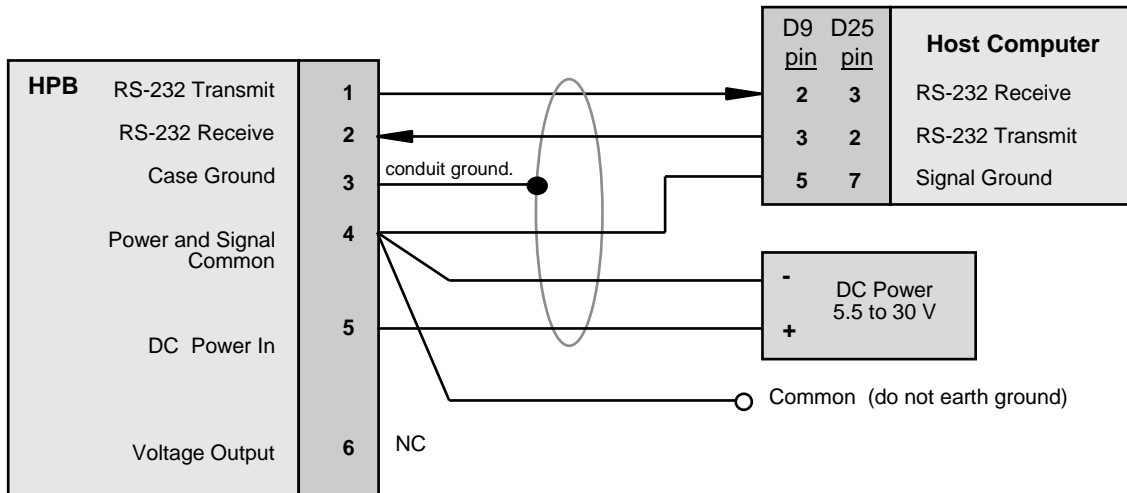 D9 D25
pin pin
Host Computer
2 3 RS-232 Receive
3 2 RS-232 Transmit
5 7 Signal Ground
HPB
RS-232 Transmit 1
RS-232 Receive 2
Case Ground 3
conduit ground.
Power and Signal
Common
4
DC Power In 5
Voltage Output 6 NC
-
+
DC Power
5.5 to 30 V
Common (do not earth ground)